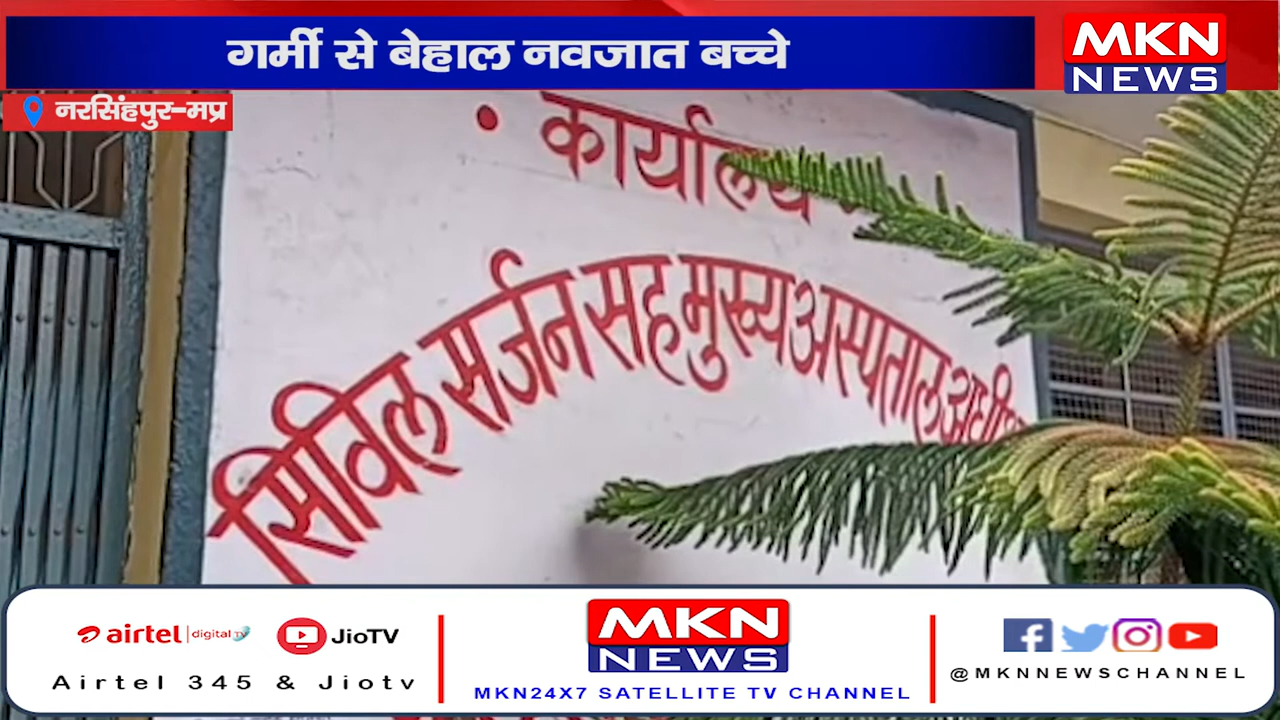 गर्मी से बेहाल नवजात बच्चे
MKN
NEWS
नरसिंहपुर-मप्र
कार्यालय
सिविल सर्जन सह मुख्य अस्पताल
airtel digital TV
JioTV
Airtel 345 & Jiotv
MKN
NEWS
MKN24X7 SATELLITE TV CHANNEL
@MKNNEWSCHANNEL